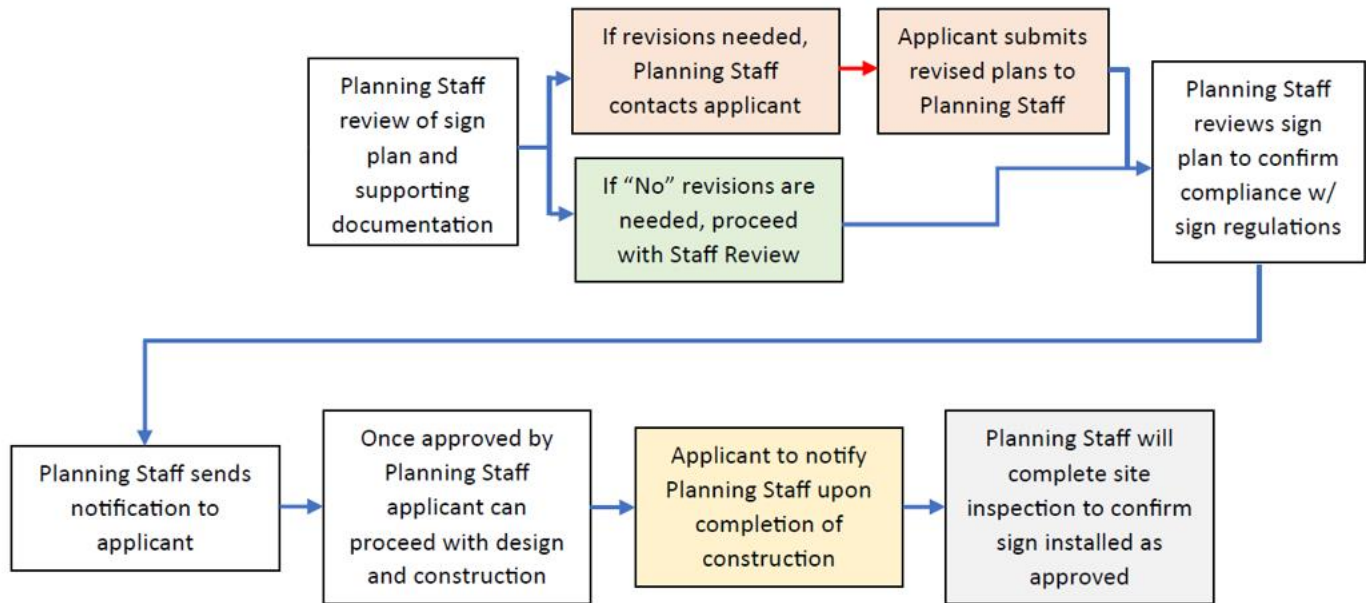 Planning Staff
review of sign
plan and
supporting
documentation
If revisions needed,
Planning Staff
contacts applicant
Applicant submits
revised plans to
Planning Staff
If “No” revisions are
needed, proceed
with Staff Review
Planning Staff
reviews sign
plan to confirm
compliance w/
sign regulations
Planning Staff sends
notification to
applicant
Once approved by
Planning Staff
applicant can
proceed with design
and construction
Applicant to notify
Planning Staff upon
completion of
construction
Planning Staff will
complete site
inspection to confirm
sign installed as
approved